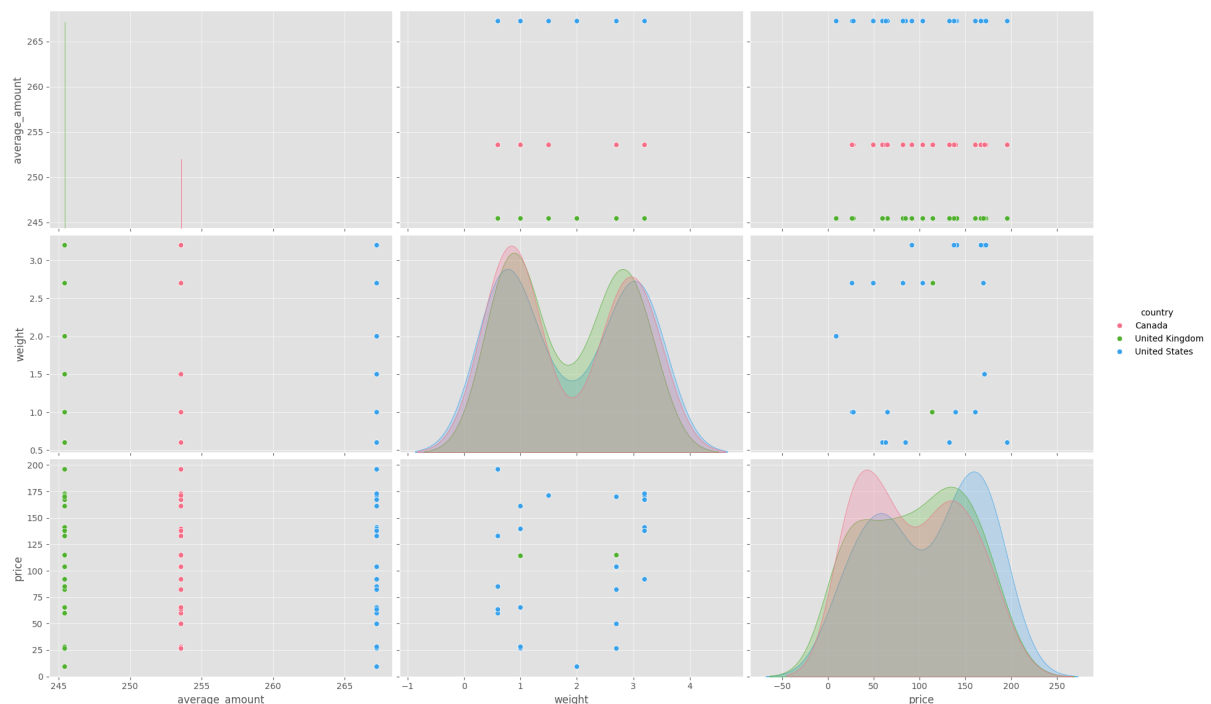 265
260
255
250
245
average_amount
3.0
2.5
2.0
1.5
1.0
0.5
weight
country
Canada
United Kingdom
United States
200
175
150
125
100
75
50
25
0
price
245 250 255 260 265
average_amount
−1 0 1 2 3 4
weight
−50 0 50 100 150 200 250
price